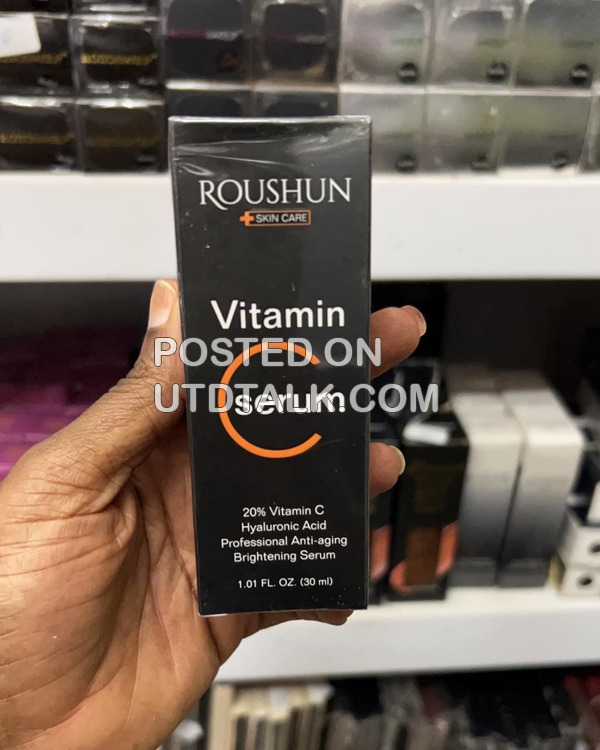 ROUSHUN
SKIN CARE
Vitamin
POSTED ON
UTDTALK.COM
serum
20% Vitamin C
Hyaluronic Acid
Professional Anti-aging
Brightening Serum
1.01 FL. OZ. (30 ml)